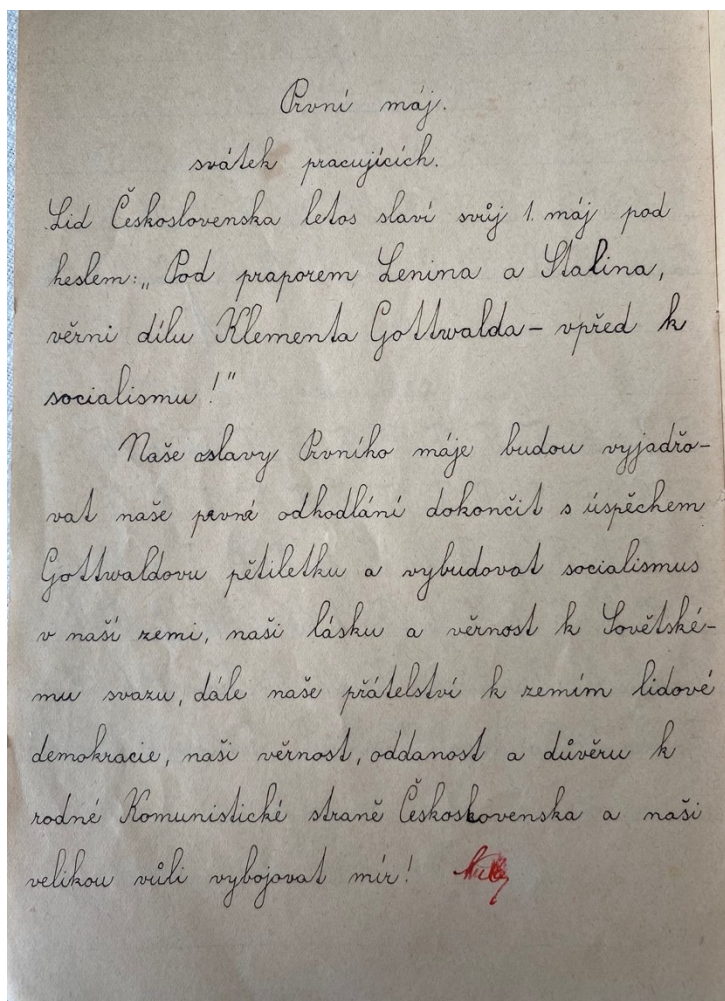 První máj.
svátek pracujících.
Lid Československa letos slaví svůj 1. máj pod
heslem: „Pod praporem Lenina a Stalina,
věrni dílu Klementa Gottwalda – vpřed k
socialismu!"
Naše oslavy Prvního máje budou vyjadřo-
vat naše pevné odhodlání dokončit s úspěchem
Gottwaldovu pětiletku a vybudovat socialismus
v naší zemi, naši lásku a věrnost k Sovětské-
mu svazu, dále naše přátelství k zemím lidové
demokracie, naši věrnost, oddanost a důvěru k
rodné Komunistické straně Československa a naši
velikou vůli vybojovat mír!